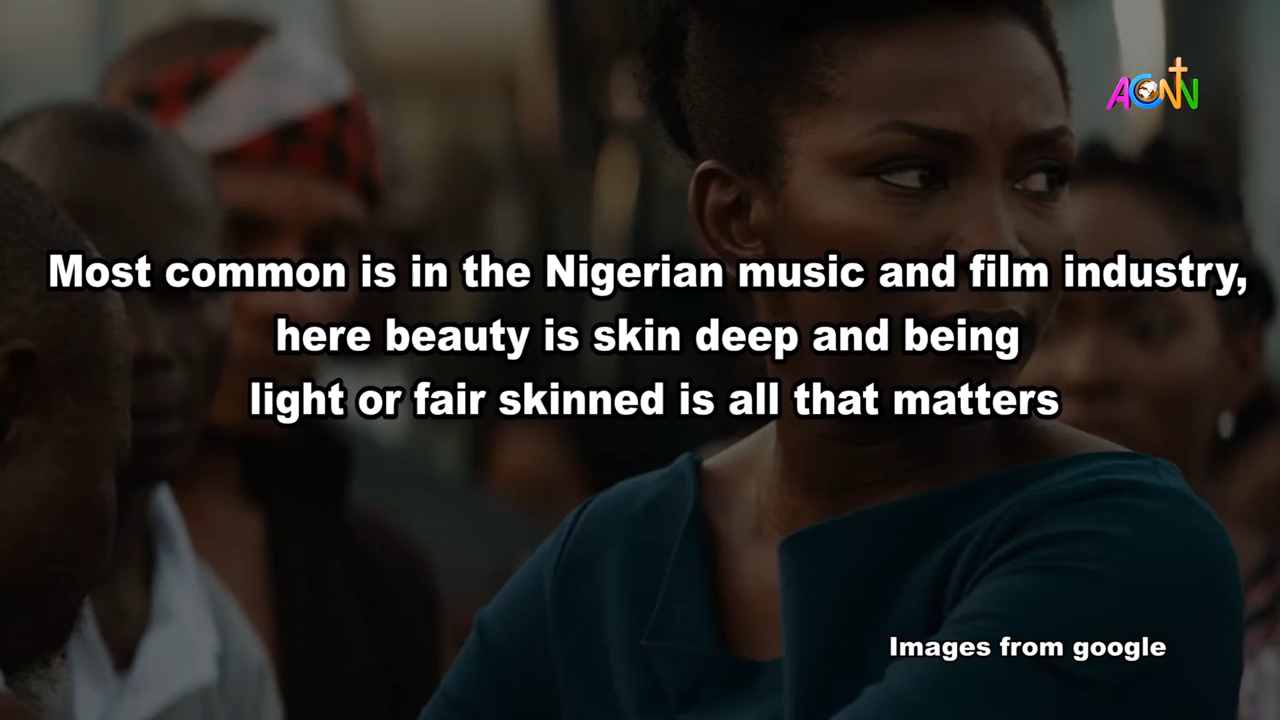 ACNN
Most common is in the Nigerian music and film industry,
here beauty is skin deep and being
light or fair skinned is all that matters
Images from google